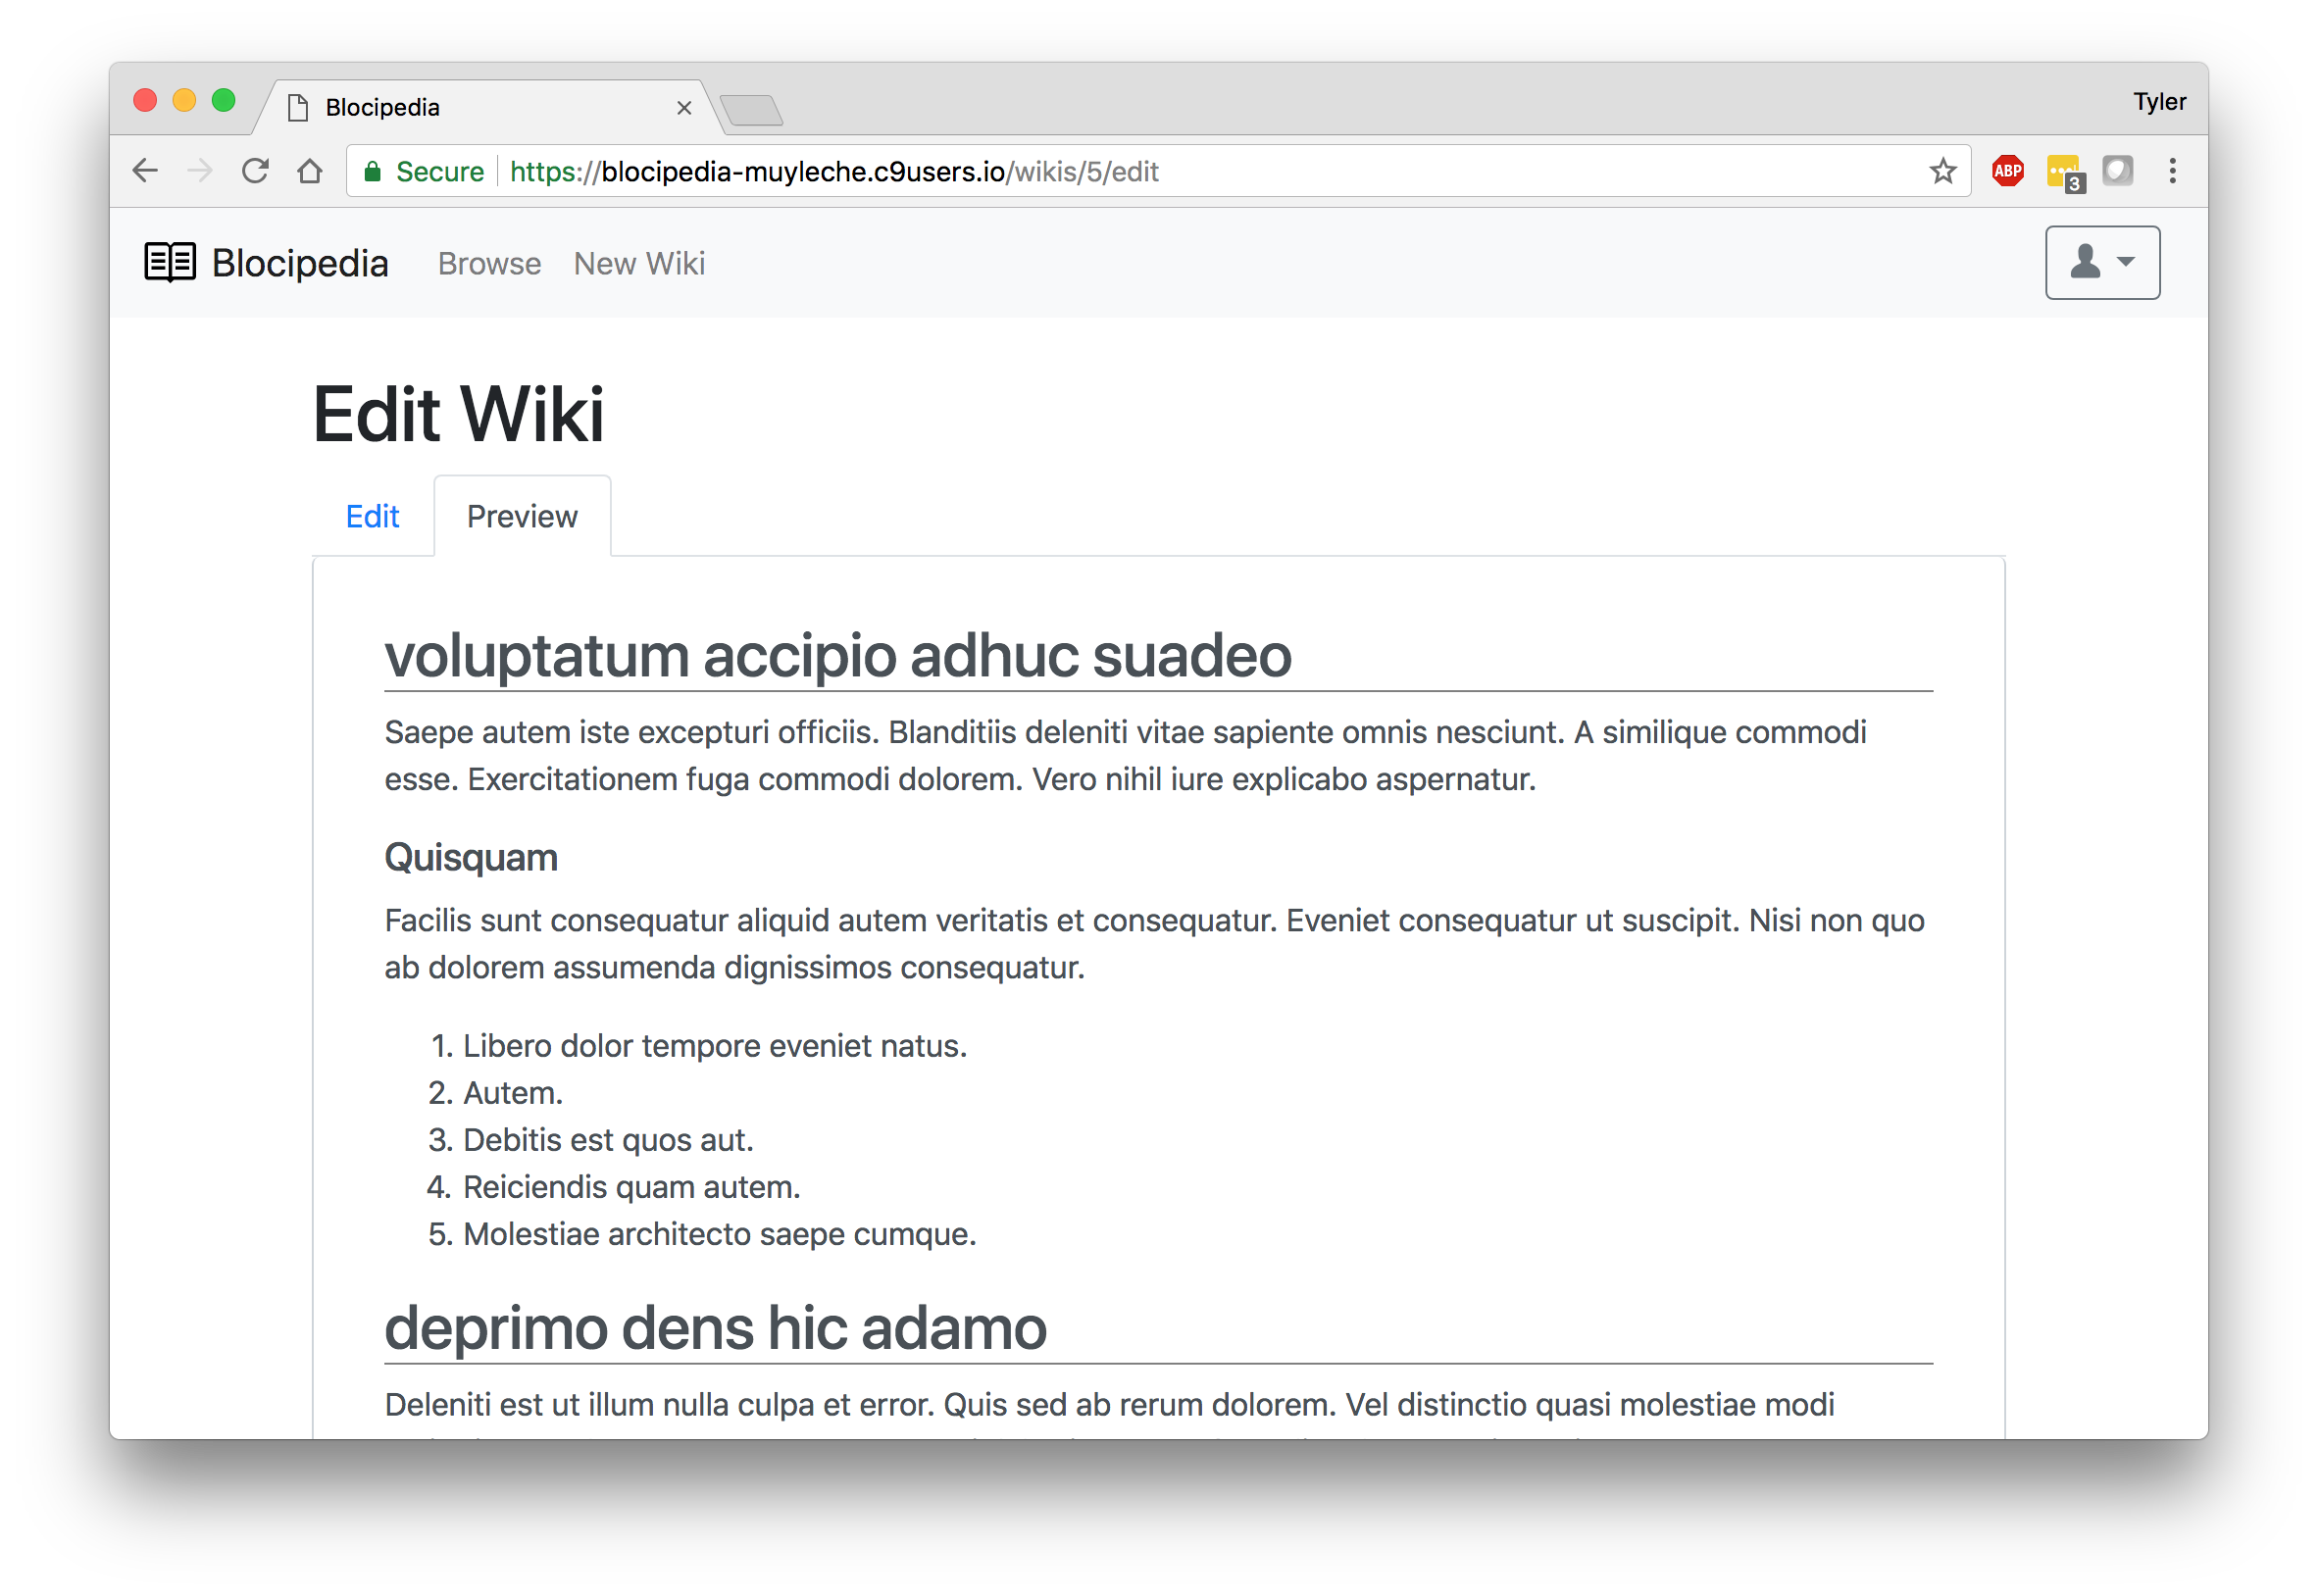 Blocipedia
Tyler
Secure https://blocipedia-muyleche.c9users.io/wikis/5/edit
ABP
3
Blocipedia Browse New Wiki
Edit Wiki
Edit Preview
voluptatum accipio adhuc suadeo
Saepe autem iste excepturi officiis. Blanditiis deleniti vitae sapiente omnis nesciunt. A similique commodi
esse. Exercitationem fuga commodi dolorem. Vero nihil iure explicabo aspernatur.
Quisquam
Facilis sunt consequatur aliquid autem veritatis et consequatur. Eveniet consequatur ut suscipit. Nisi non quo
ab dolorem assumenda dignissimos consequatur.
1. Libero dolor tempore eveniet natus.
2. Autem.
3. Debitis est quos aut.
4. Reiciendis quam autem.
5. Molestiae architecto saepe cumque.
deprimo dens hic adamo
Deleniti est ut illum nulla culpa et error. Quis sed ab rerum dolorem. Vel distinctio quasi molestiae modi